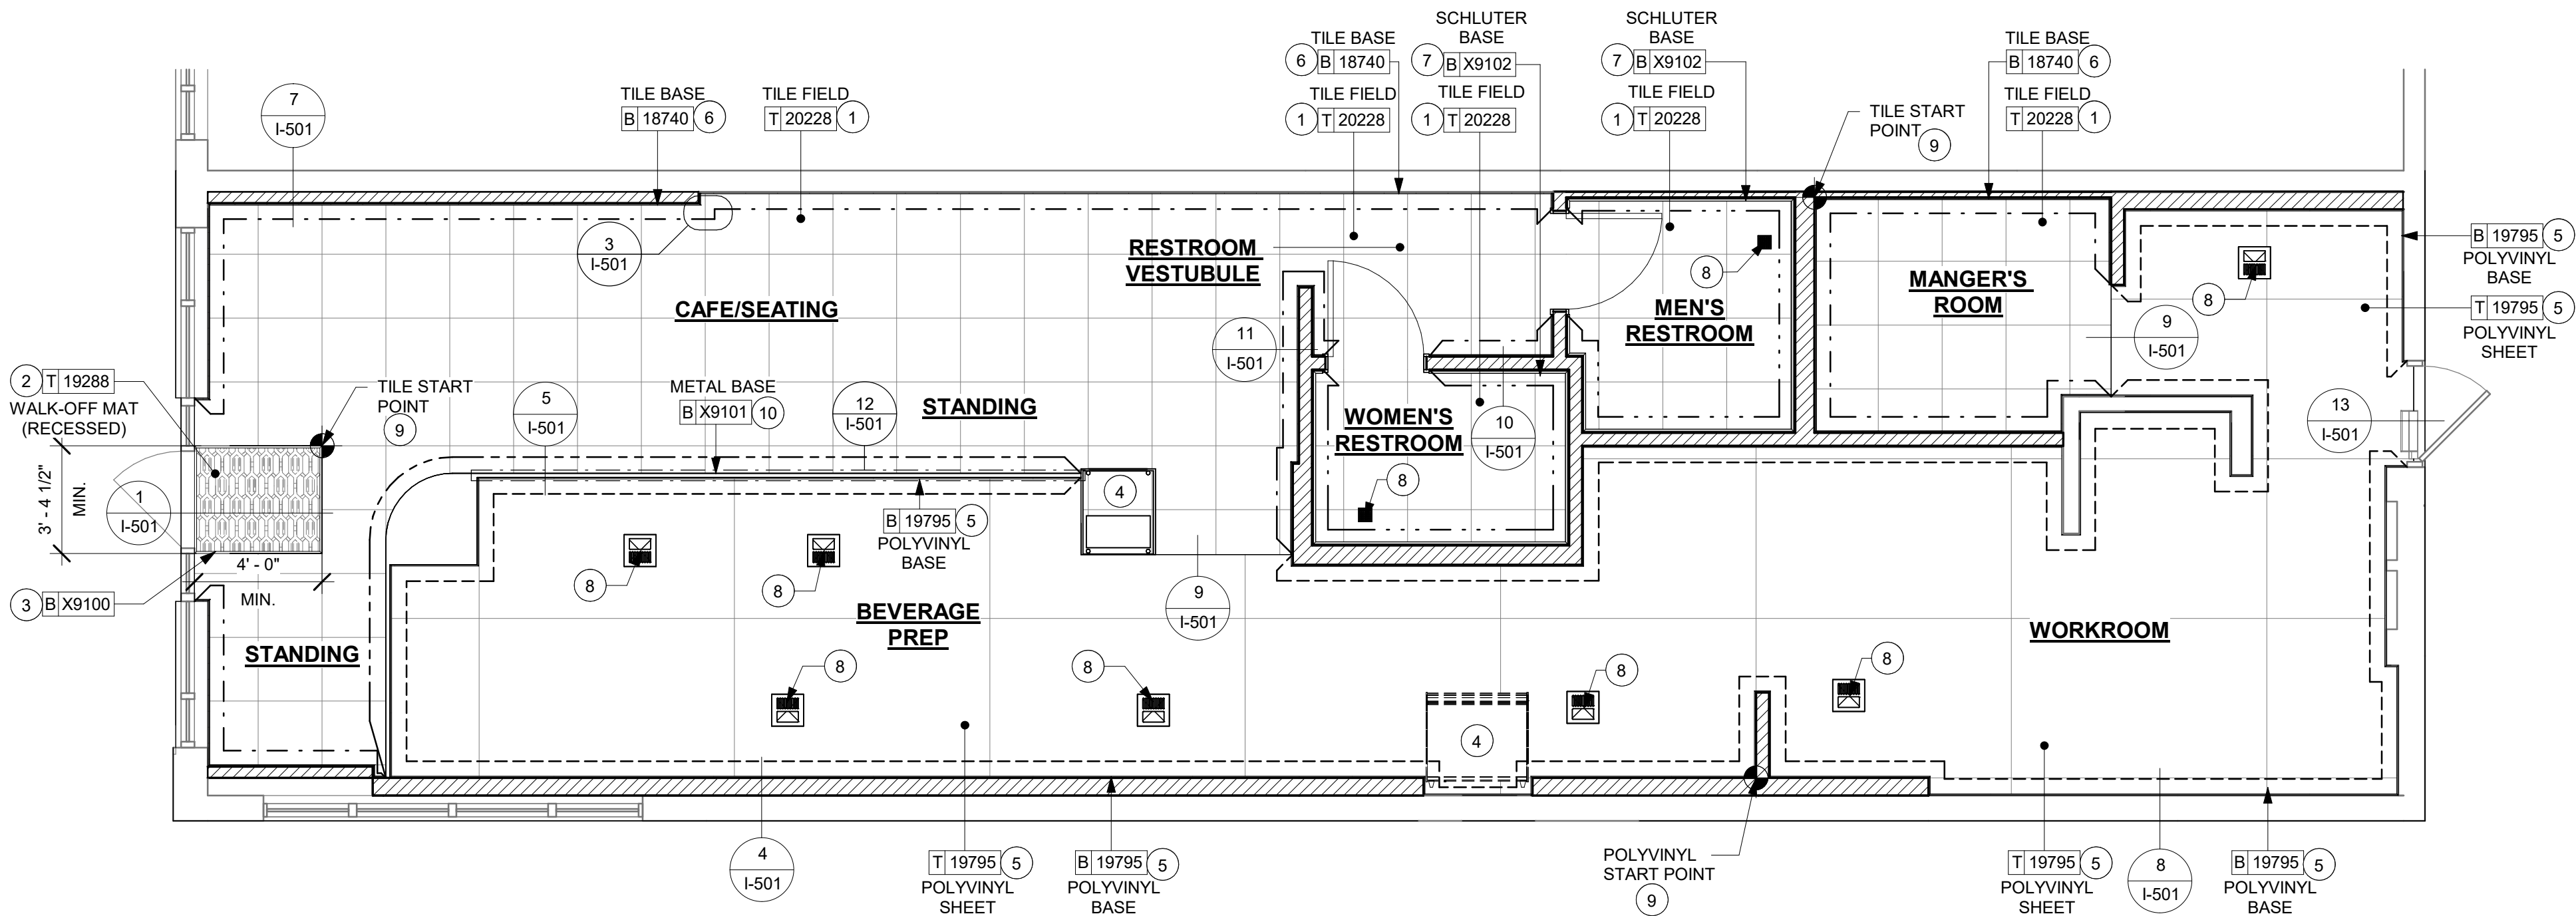 SCHLUTER
BASE
SCHLUTER
BASE
TILE BASE
6 B 18740
7 B X9102
7 B X9102
TILE BASE
B 18740 6
7
I-501
TILE BASE
B 18740 6
TILE FIELD
T 20228 1
TILE FIELD
1 T 20228
TILE FIELD
1 T 20228
TILE FIELD
1 T 20228
TILE START
POINT
9
TILE FIELD
T 20228 1
3
I-501
RESTROOM
VESTUBULE
8
MEN'S
RESTROOM
MANGER'S
ROOM
8
B 19795 5
POLYVINYL
BASE
T 19795 5
POLYVINYL
SHEET
CAFE/SEATING
11
I-501
9
I-501
2 T 19288
WALK-OFF MAT
(RECESSED)
TILE START
POINT
9
5
I-501
METAL BASE
B X9101 10
12
I-501
STANDING
WOMEN'S
RESTROOM
10
I-501
13
I-501
3' - 4 1/2"
MIN.
1
I-501
4
8
B 19795 5
POLYVINYL
BASE
4' - 0"
MIN.
3 B X9100
8
8
9
I-501
BEVERAGE
PREP
STANDING
WORKROOM
8
8
8
8
4
4
I-501
T 19795 5
POLYVINYL
SHEET
B 19795 5
POLYVINYL
BASE
POLYVINYL
START POINT
9
T 19795 5
POLYVINYL
SHEET
8
I-501
B 19795 5
POLYVINYL
BASE